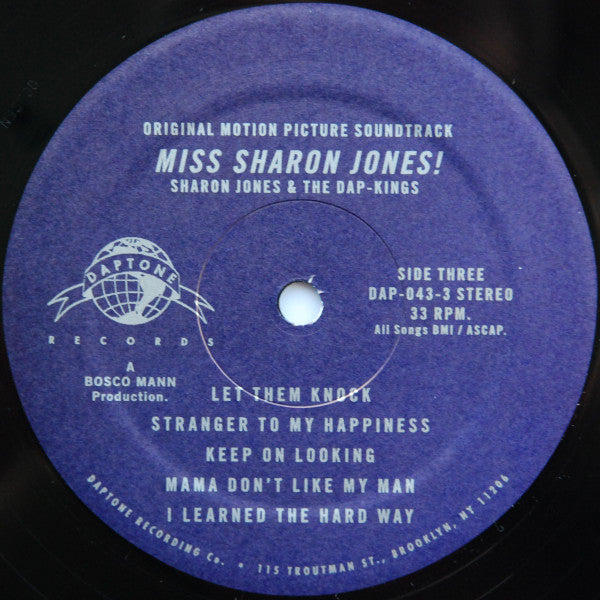 ORIGINAL MOTION PICTURE SOUNDTRACK
MISS SHARON JONES!
SHARON JONES & THE DAP-KINGS
DAPTONE
RECORDS
A
BOSCO MANN
Production.
SIDE THREE
DAP-043-3 STEREO
33 RPM.
All Songs BMI / ASCAP.
LET THEM KNOCK
STRANGER TO MY HAPPINESS
KEEP ON LOOKING
MAMA DON'T LIKE MY MAN
I LEARNED THE HARD WAY
DAPTONE RECORDING Co. • 115 TROUTMAN ST., BROOKLYN, NY 11206